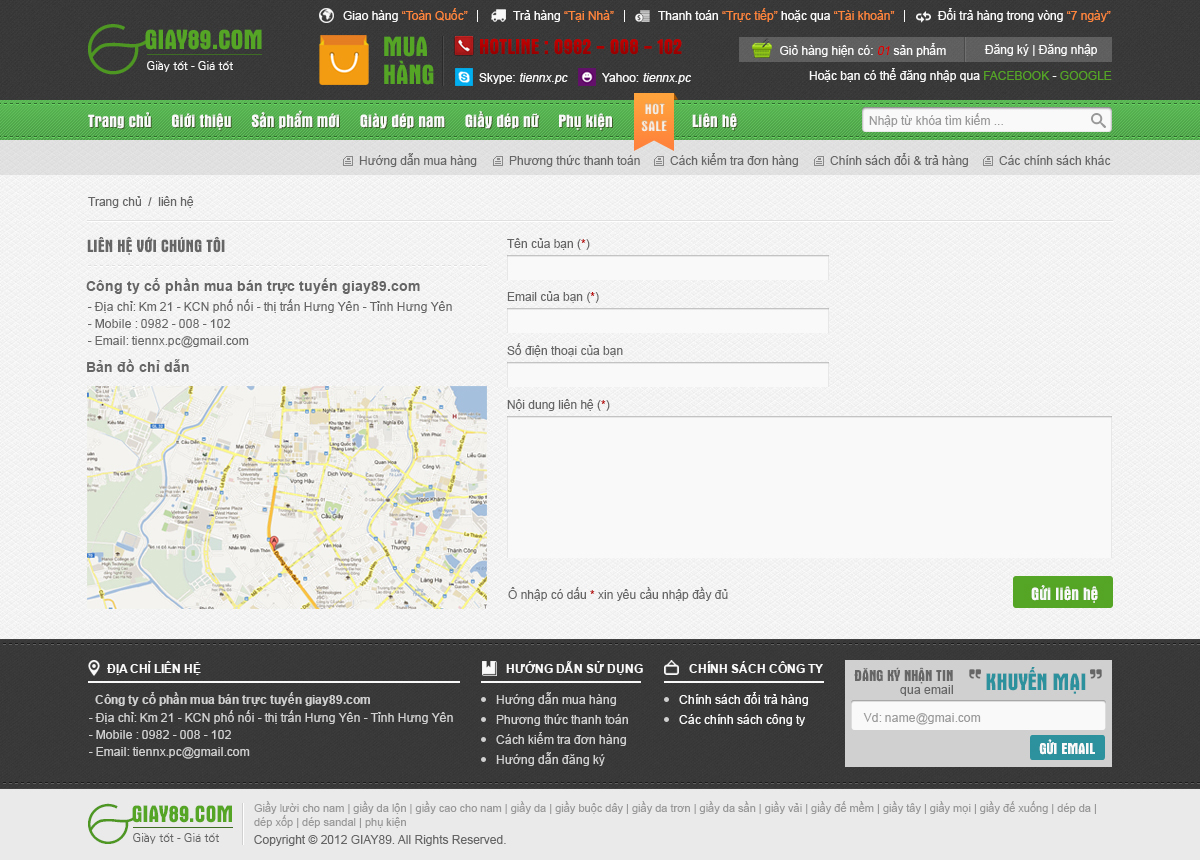 Giao hàng “Toàn Quốc” | Trả hàng “Tại Nhà” | Thanh toán “Trực tiếp” hoặc qua “Tài khoản” | Đổi trả hàng trong vòng “7 ngày”
GIAY89.COM
Giầy tốt - Giá tốt
MUA
HÀNG
HOTLINE : 0982 - 008 - 102
Skype: tiennx.pc Yahoo: tiennx.pc
Giỏ hàng hiện có: 01 sản phẩm
Đăng ký | Đăng nhập
Hoặc bạn có thể đăng nhập qua FACEBOOK - GOOGLE
Trang chủ Giới thiệu Sản phẩm mới Giày dép nam Giầy dép nữ Phụ kiện
HOT
SALE
Liên hệ
Nhập từ khóa tìm kiếm ...
Hướng dẫn mua hàng Phương thức thanh toán Cách kiểm tra đơn hàng Chính sách đổi & trả hàng Các chính sách khác
Trang chủ / liên hệ
LIÊN HỆ VỚI CHÚNG TÔI
Công ty cổ phần mua bán trực tuyến giay89.com
- Địa chỉ: Km 21 - KCN phố nối - thị trấn Hưng Yên - Tỉnh Hưng Yên
- Mobile : 0982 - 008 - 102
- Email: tiennx.pc@gmail.com
Bản đồ chỉ dẫn
Tên của bạn (*)
Email của bạn (*)
Số điện thoại của bạn
Nội dung liên hệ (*)
Ô nhập có dấu * xin yêu cầu nhập đầy đủ
Gửi liên hệ
ĐỊA CHỈ LIÊN HỆ
Công ty cổ phần mua bán trực tuyến giay89.com
- Địa chỉ: Km 21 - KCN phố nối - thị trấn Hưng Yên - Tỉnh Hưng Yên
- Mobile : 0982 - 008 - 102
- Email: tiennx.pc@gmail.com
HƯỚNG DẪN SỬ DỤNG
Hướng dẫn mua hàng
Phương thức thanh toán
Cách kiểm tra đơn hàng
Hướng dẫn đăng ký
CHÍNH SÁCH CÔNG TY
Chính sách đổi trả hàng
Các chính sách công ty
ĐĂNG KÝ NHẬN TIN
qua email
“ KHUYẾN MẠI ”
Vd: name@gmai.com
GỬI EMAIL
GIAY89.COM
Giầy tốt - Giá tốt
Giầy lười cho nam | giầy da lộn | giầy cao cho nam | giầy da | giầy buộc dây | giầy da trơn | giầy da sần | giầy vải | giầy đế mềm | giầy tây | giầy mọi | giầy đế xuống | dép da |
dép xốp | dép sandal | phụ kiện
Copyright © 2012 GIAY89. All Rights Reserved.